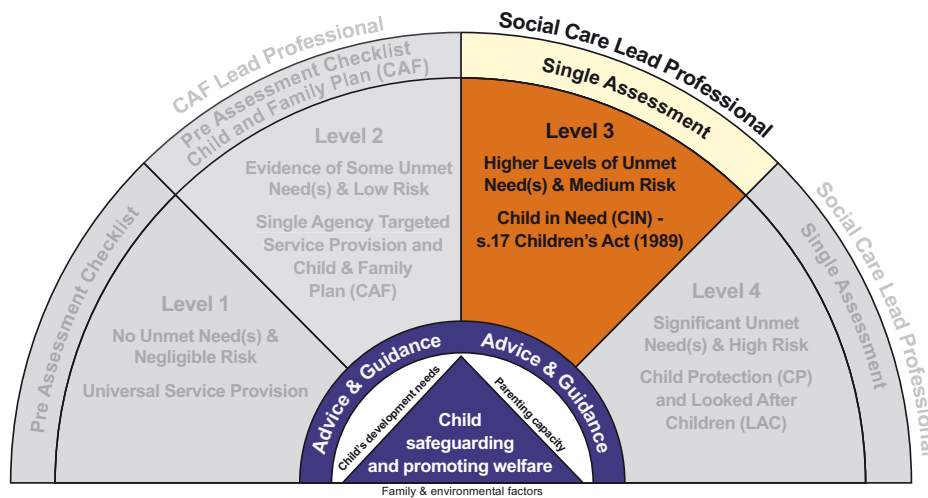 Pre Assessment Checklist
Level 1
No Unmet Need(s) &
Negligible Risk
Universal Service Provision
CAF Lead Professional
Pre Assessment Checklist
Child and Family Plan (CAF)
Level 2
Evidence of Some Unmet
Need(s) & Low Risk
Single Agency Targeted
Service Provision and
Child & Family
Plan (CAF)
Social Care Lead Professional
Single Assessment
Level 3
Higher Levels of Unmet
Need(s) & Medium Risk
Child in Need (CIN) -
s.17 Children's Act (1989)
Social Care Lead Professional
Single Assessment
Level 4
Significant Unmet
Need(s) & High Risk
Child Protection (CP)
and Looked After
Children (LAC)
Advice & Guidance
Advice & Guidance
Child's development needs
Parenting capacity
Child
safeguarding
and promoting welfare
Family & environmental factors